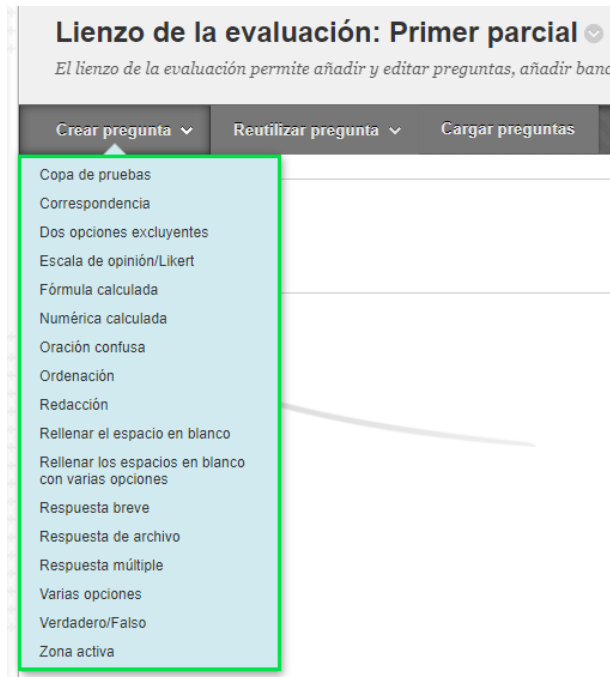 Lienzo de la evaluación: Primer parcial
El lienzo de la evaluación permite añadir y editar preguntas, añadir banc
Crear pregunta Reutilizar pregunta Cargar preguntas
Copa de pruebas
Correspondencia
Dos opciones excluyentes
Escala de opinión/Likert
Fórmula calculada
Numérica calculada
Oración confusa
Ordenación
Redacción
Rellenar el espacio en blanco
Rellenar los espacios en blanco
con varias opciones
Respuesta breve
Respuesta de archivo
Respuesta múltiple
Varias opciones
Verdadero/Falso
Zona activa